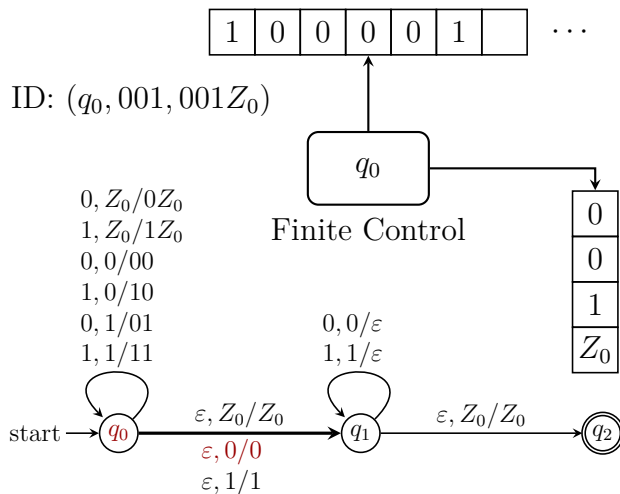 1 0 0 0 0 1 ⋯
ID: (q₀, 001, 001Z₀)
q₀
Finite Control
0
0
1
Z₀
0, Z₀/0Z₀
1, Z₀/1Z₀
0, 0/00
1, 0/10
0, 1/01
1, 1/11
0, 0/ε
1, 1/ε
start
q₀
ε, Z₀/Z₀
ε, 0/0
ε, 1/1
q₁
ε, Z₀/Z₀
q₂